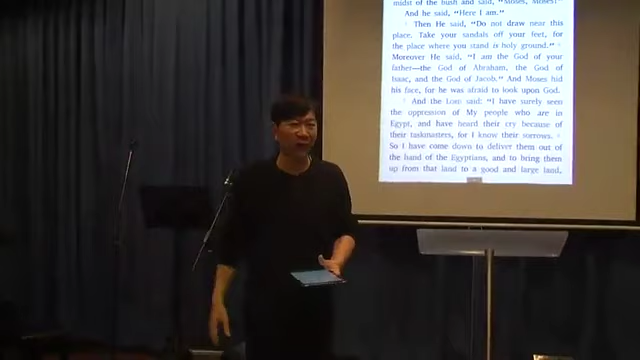 midst of the bush and said, "Moses, Moses!"
And he said, "Here I am."
Then He said, "Do not draw near this
place. Take your sandals off your feet, for
the place where you stand is holy ground."
Moreover He said, "I am the God of your
father—the God of Abraham, the God of
Isaac, and the God of Jacob." And Moses hid
his face, for he was afraid to look upon God.
And the LORD said: "I have surely seen
the oppression of My people who are in
Egypt, and have heard their cry because of
their taskmasters, for I know their sorrows.
So I have come down to deliver them out of
the hand of the Egyptians, and to bring them
up from that land to a good and large land,